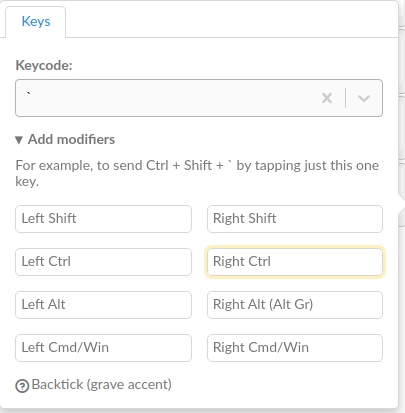 Keys
Keycode:
`
▼ Add modifiers
For example, to send Ctrl + Shift + ` by tapping just this one
key.
Left Shift Right Shift
Left Ctrl Right Ctrl
Left Alt Right Alt (Alt Gr)
Left Cmd/Win Right Cmd/Win
Backtick (grave accent)